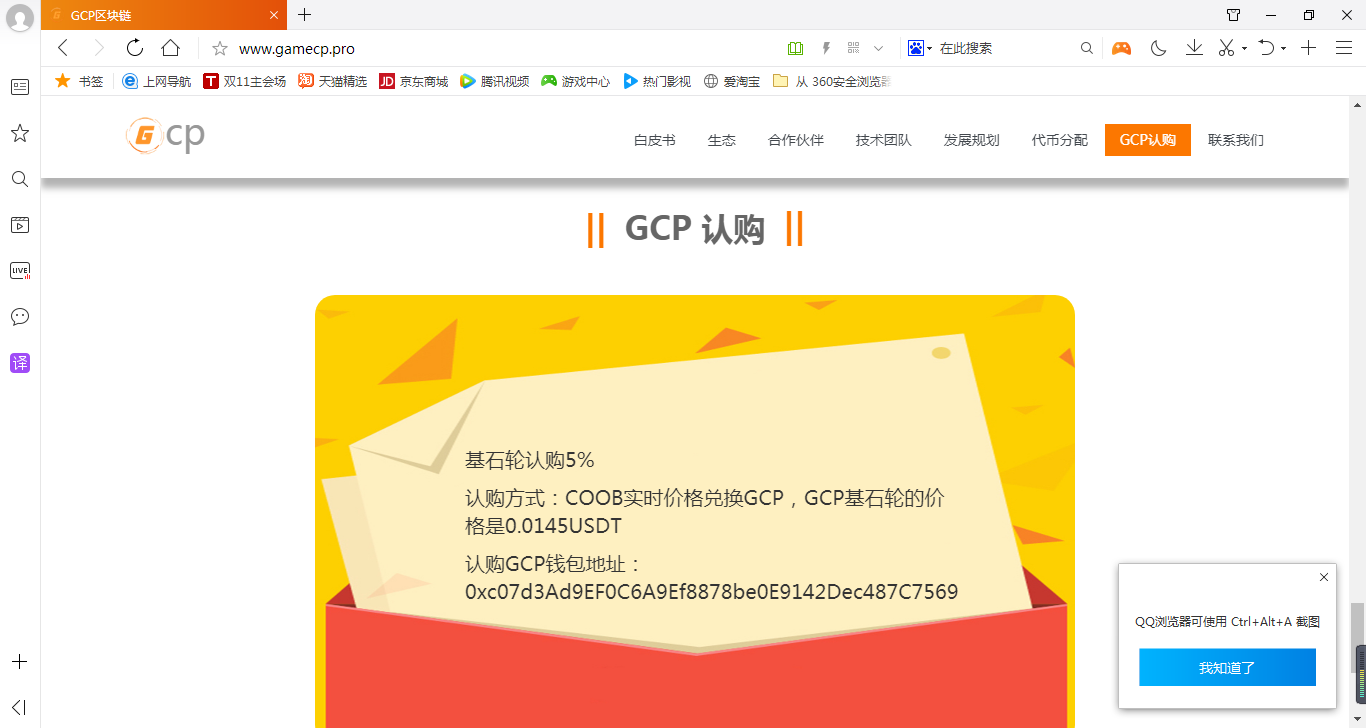 GCP区块链
www.gamecp.pro
在此搜索
书签
上网导航
双11主会场
天猫精选
京东商城
腾讯视频
游戏中心
热门影视
爱淘宝
从 360安全浏览器
T
淘
JD
LIVE
译
Gcp
白皮书
生态
合作伙伴
技术团队
发展规划
代币分配
GCP认购
联系我们
GCP 认购
基石轮认购5%
认购方式：COOB实时价格兑换GCP，GCP基石轮的价
格是0.0145USDT
认购GCP钱包地址：
0xc07d3Ad9EF0C6A9Ef8878be0E9142Dec487C7569
QQ浏览器可使用 Ctrl+Alt+A 截图
我知道了